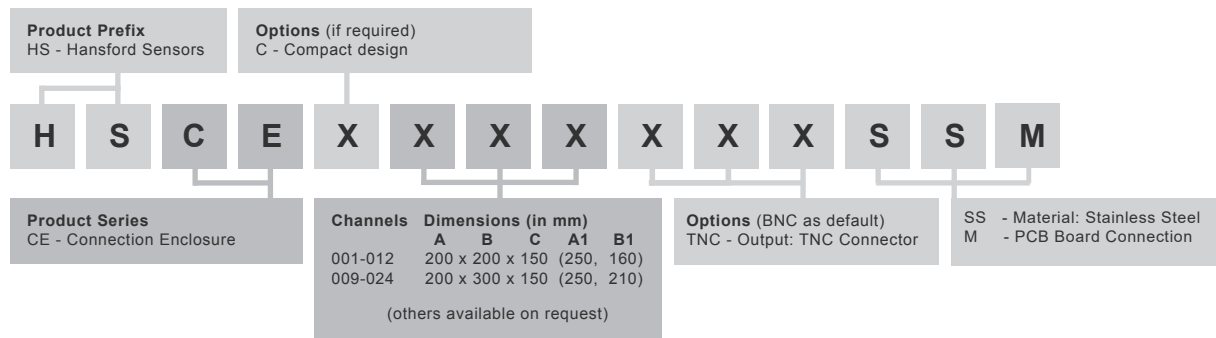 Product Prefix
HS - Hansford Sensors
Options (if required)
C - Compact design
H S C E X X X X X X X S S M
Product Series
CE - Connection Enclosure
Channels Dimensions (in mm)
A B C A1 B1
001-012 200 x 200 x 150 (250, 160)
009-024 200 x 300 x 150 (250, 210)
(others available on request)
Options (BNC as default)
TNC - Output: TNC Connector
SS - Material: Stainless Steel
M - PCB Board Connection